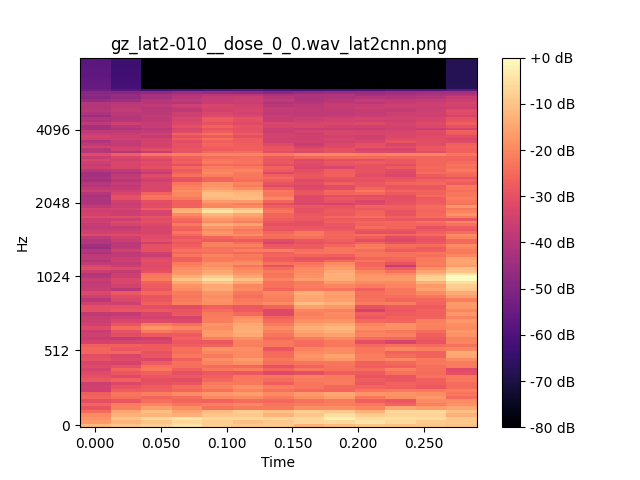 gz_lat2-010__dose_0_0.wav_lat2cnn.png
Hz
4096
2048
1024
512
0
0.000 0.050 0.100 0.150 0.200 0.250
Time
+0 dB
-10 dB
-20 dB
-30 dB
-40 dB
-50 dB
-60 dB
-70 dB
-80 dB